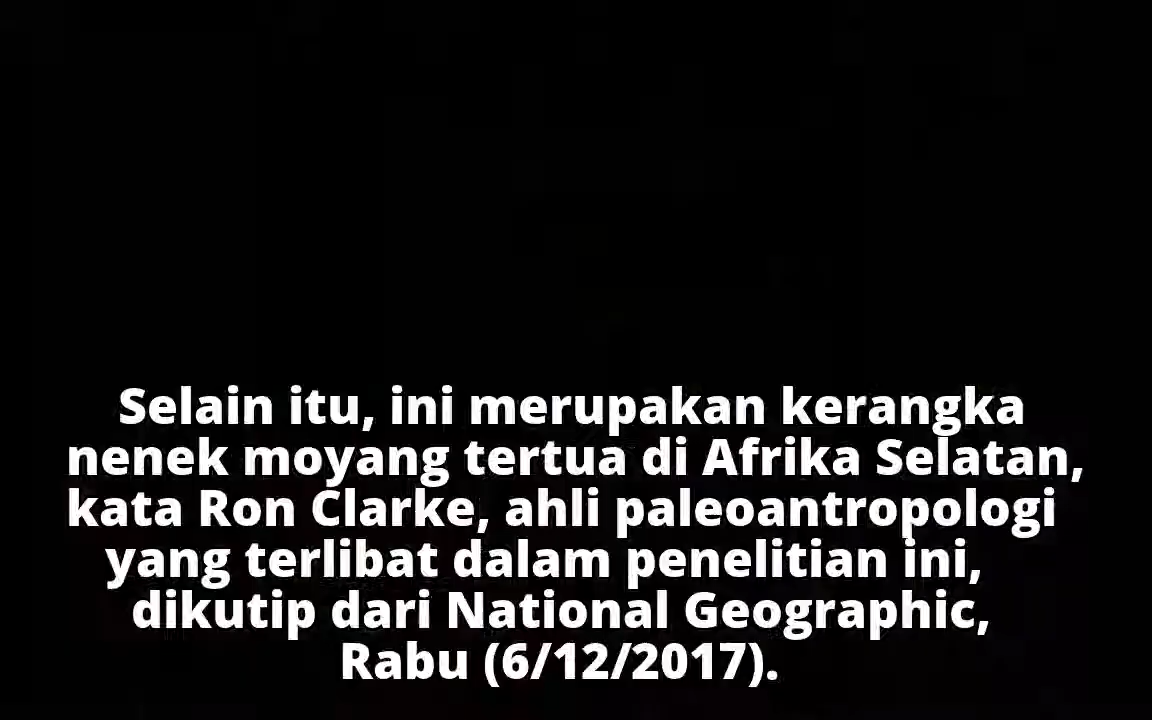 Selain itu, ini merupakan kerangka
nenek moyang tertua di Afrika Selatan,
kata Ron Clarke, ahli paleoantropologi
yang terlibat dalam penelitian ini,
dikutip dari National Geographic,
Rabu (6/12/2017).